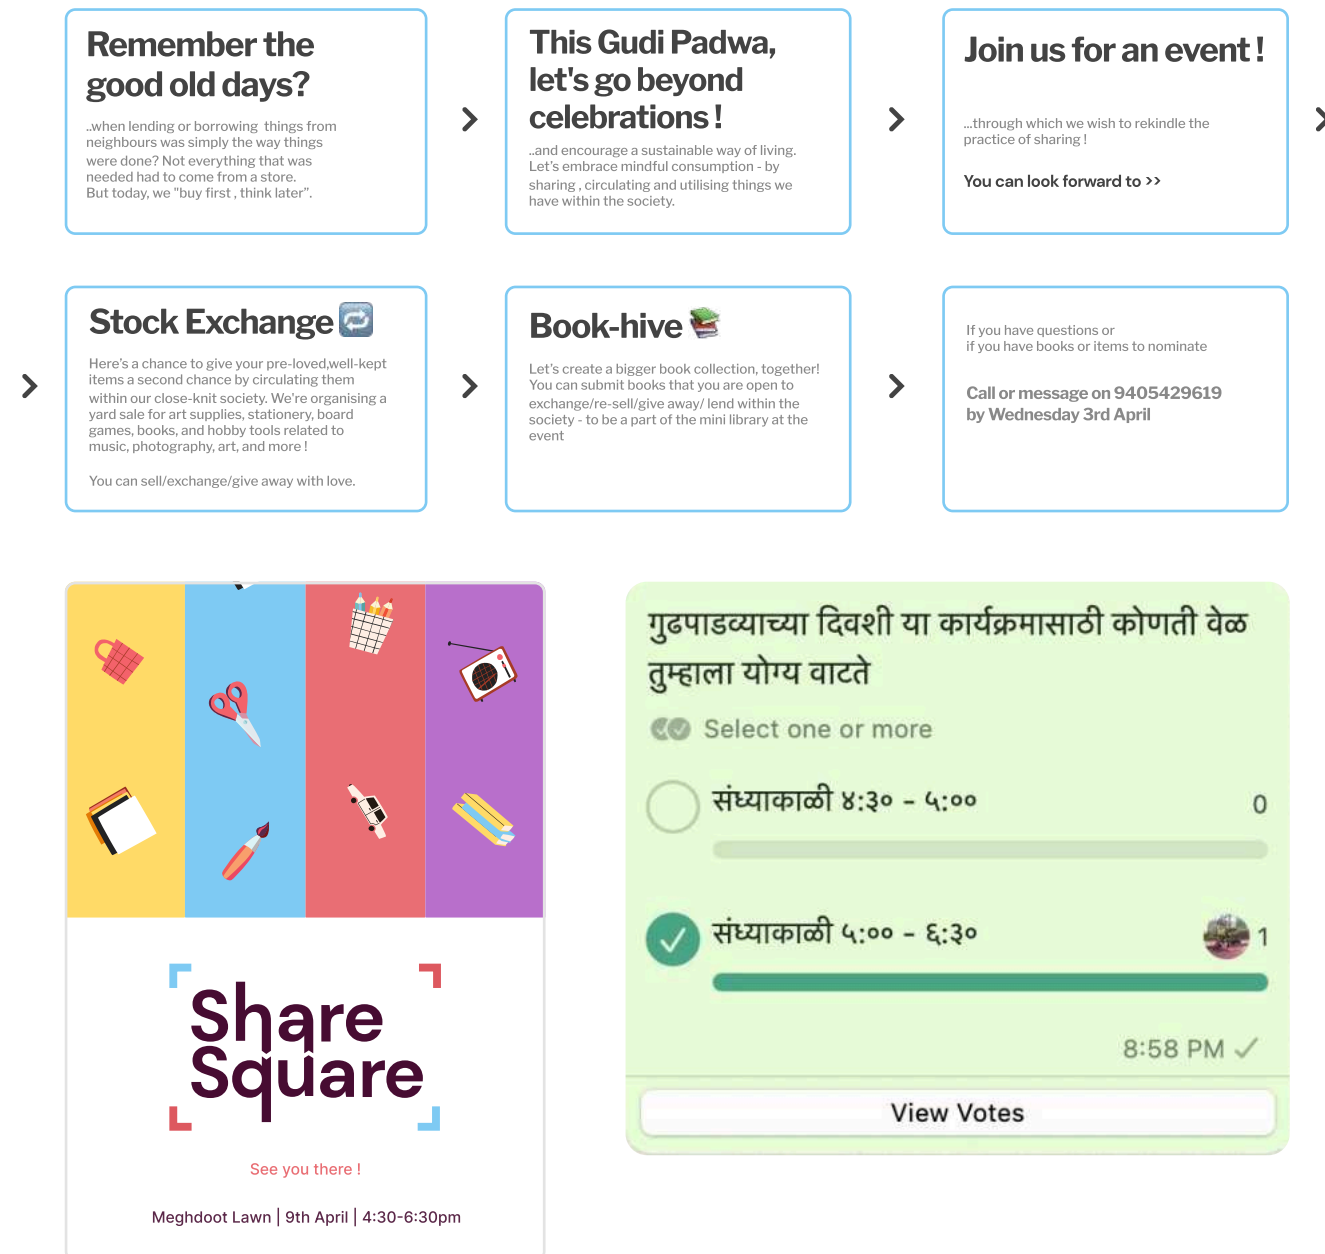 Remember the
good old days?
..when lending or borrowing things from
neighbours was simply the way things
were done? Not everything that was
needed had to come from a store.
But today, we "buy first , think later".
This Gudi Padwa,
let's go beyond
celebrations !
..and encourage a sustainable way of living.
Let's embrace mindful consumption - by
sharing , circulating and utilising things we
have within the society.
Join us for an event !
...through which we wish to rekindle the
practice of sharing !
You can look forward to >>
Stock Exchange
Here's a chance to give your pre-loved,well-kept
items a second chance by circulating them
within our close-knit society. We're organising a
yard sale for art supplies, stationery, board
games, books, and hobby tools related to
music, photography, art, and more !
You can sell/exchange/give away with love.
Book-hive
Let's create a bigger book collection, together!
You can submit books that you are open to
exchange/re-sell/give away/ lend within the
society - to be a part of the mini library at the
event
If you have questions or
if you have books or items to nominate
Call or message on 9405429619
by Wednesday 3rd April
Share
Square
See you there !
Meghdoot Lawn | 9th April | 4:30-6:30pm
गुढपाडव्याच्या दिवशी या कार्यक्रमासाठी कोणती वेळ
तुम्हाला योग्य वाटते
Select one or more
संध्याकाळी ४:३० - ५:००
0
संध्याकाळी ५:०० - ६:३०
1
8:58 PM
View Votes